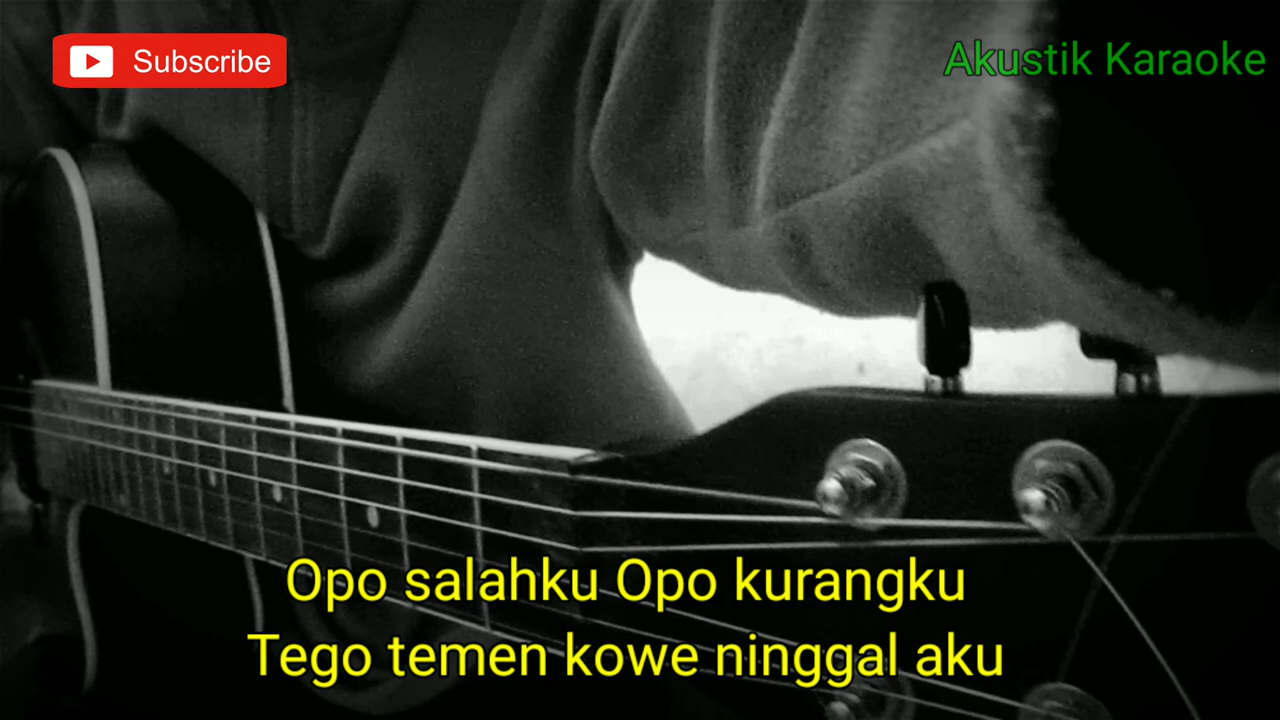 Subscribe
Akustik Karaoke
Opo salahku Opo kurangku
Tego temen kowe ninggal aku